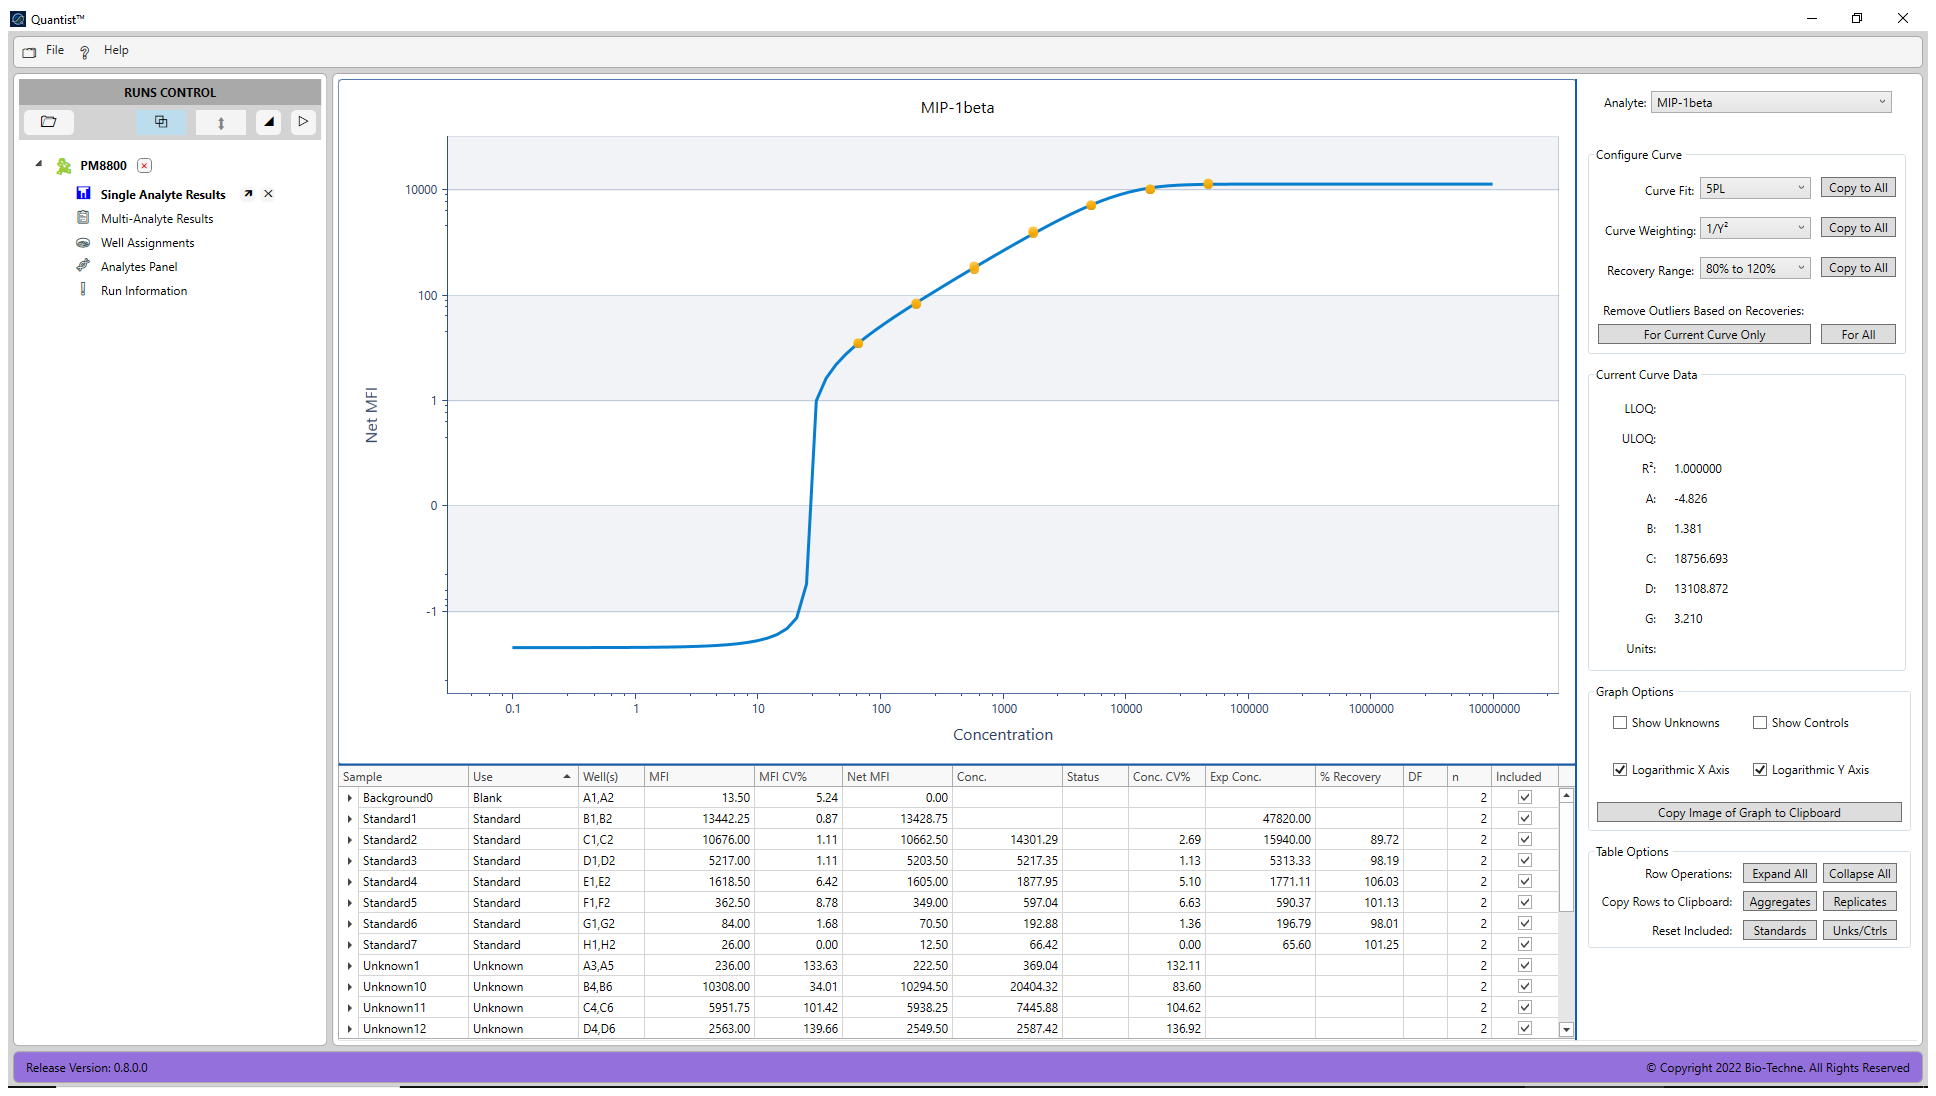 Quantist™
File Help
RUNS CONTROL
PM8800
Single Analyte Results
Multi-Analyte Results
Well Assignments
Analytes Panel
Run Information
MIP-1beta
Net MFI
10000
100
1
0
-1
0.1 1 10 100 1000 10000 100000 1000000 10000000
Concentration
Sample Use Well(s) MFI MFI CV% Net MFI Conc. Status Conc. CV% Exp Conc. % Recovery DF n Included
Background0 Blank A1,A2 13.50 5.24 0.00 2
Standard1 Standard B1,B2 13442.25 0.87 13428.75 47820.00 2
Standard2 Standard C1,C2 10676.00 1.11 10662.50 14301.29 2.69 15940.00 89.72 2
Standard3 Standard D1,D2 5217.00 1.11 5203.50 5217.35 1.13 5313.33 98.19 2
Standard4 Standard E1,E2 1618.50 6.42 1605.00 1877.95 5.10 1771.11 106.03 2
Standard5 Standard F1,F2 362.50 8.78 349.00 597.04 6.63 590.37 101.13 2
Standard6 Standard G1,G2 84.00 1.68 70.50 192.88 1.36 196.79 98.01 2
Standard7 Standard H1,H2 26.00 0.00 12.50 66.42 0.00 65.60 101.25 2
Unknown1 Unknown A3,A5 236.00 133.63 222.50 369.04 132.11 2
Unknown10 Unknown B4,B6 10308.00 34.01 10294.50 20404.32 83.60 2
Unknown11 Unknown C4,C6 5951.75 101.42 5938.25 7445.88 104.62 2
Unknown12 Unknown D4,D6 2563.00 139.66 2549.50 2587.42 136.92 2
Analyte: MIP-1beta
Configure Curve
Curve Fit: 5PL Copy to All
Curve Weighting: 1/Y² Copy to All
Recovery Range: 80% to 120% Copy to All
Remove Outliers Based on Recoveries:
For Current Curve Only For All
Current Curve Data
LLOQ:
ULOQ:
R²: 1.000000
A: -4.826
B: 1.381
C: 18756.693
D: 13108.872
G: 3.210
Units:
Graph Options
Show Unknowns Show Controls
Logarithmic X Axis Logarithmic Y Axis
Copy Image of Graph to Clipboard
Table Options
Row Operations: Expand All Collapse All
Copy Rows to Clipboard: Aggregates Replicates
Reset Included: Standards Unks/Ctrls
Release Version: 0.8.0.0
© Copyright 2022 Bio-Techne. All Rights Reserved